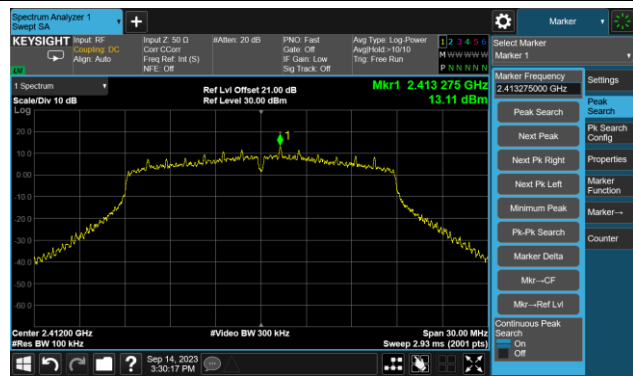 Spectrum Analyzer 1
Swept SA
Marker
KEYSIGHT
Input: RF
Coupling: DC
Align: Auto
Input Z: 50 Ω
Corr CCorr
Freq Ref: Int (S)
NFE: Off
#Atten: 20 dB
PNO: Fast
Gate: Off
IF Gain: Low
Sig Track: Off
Avg Type: Log-Power
Avg|Hold:>10/10
Trig: Free Run
1 2 3 4 5 6
M W W W W W
P N N N N N
Select Marker
Marker 1
1 Spectrum
Scale/Div 10 dB
Log
Ref Lvl Offset 21.00 dB
Ref Level 30.00 dBm
Mkr1 2.413 275 GHz
13.11 dBm
Marker Frequency
2.413275000 GHz
Peak Search
Next Peak
Next Pk Right
Next Pk Left
Minimum Peak
Pk-Pk Search
Marker Delta
Mkr→CF
Mkr→Ref Lvl
Continuous Peak
Search
On
Off
Settings
Peak
Search
Pk Search
Config
Properties
Marker
Function
Marker→
Counter
20.0
10.0
0.00
-10.0
-20.0
-30.0
-40.0
-50.0
-60.0
1
Center 2.41200 GHz
#Res BW 100 kHz
#Video BW 300 kHz
Span 30.00 MHz
Sweep 2.93 ms (2001 pts)
Sep 14, 2023
3:30:17 PM